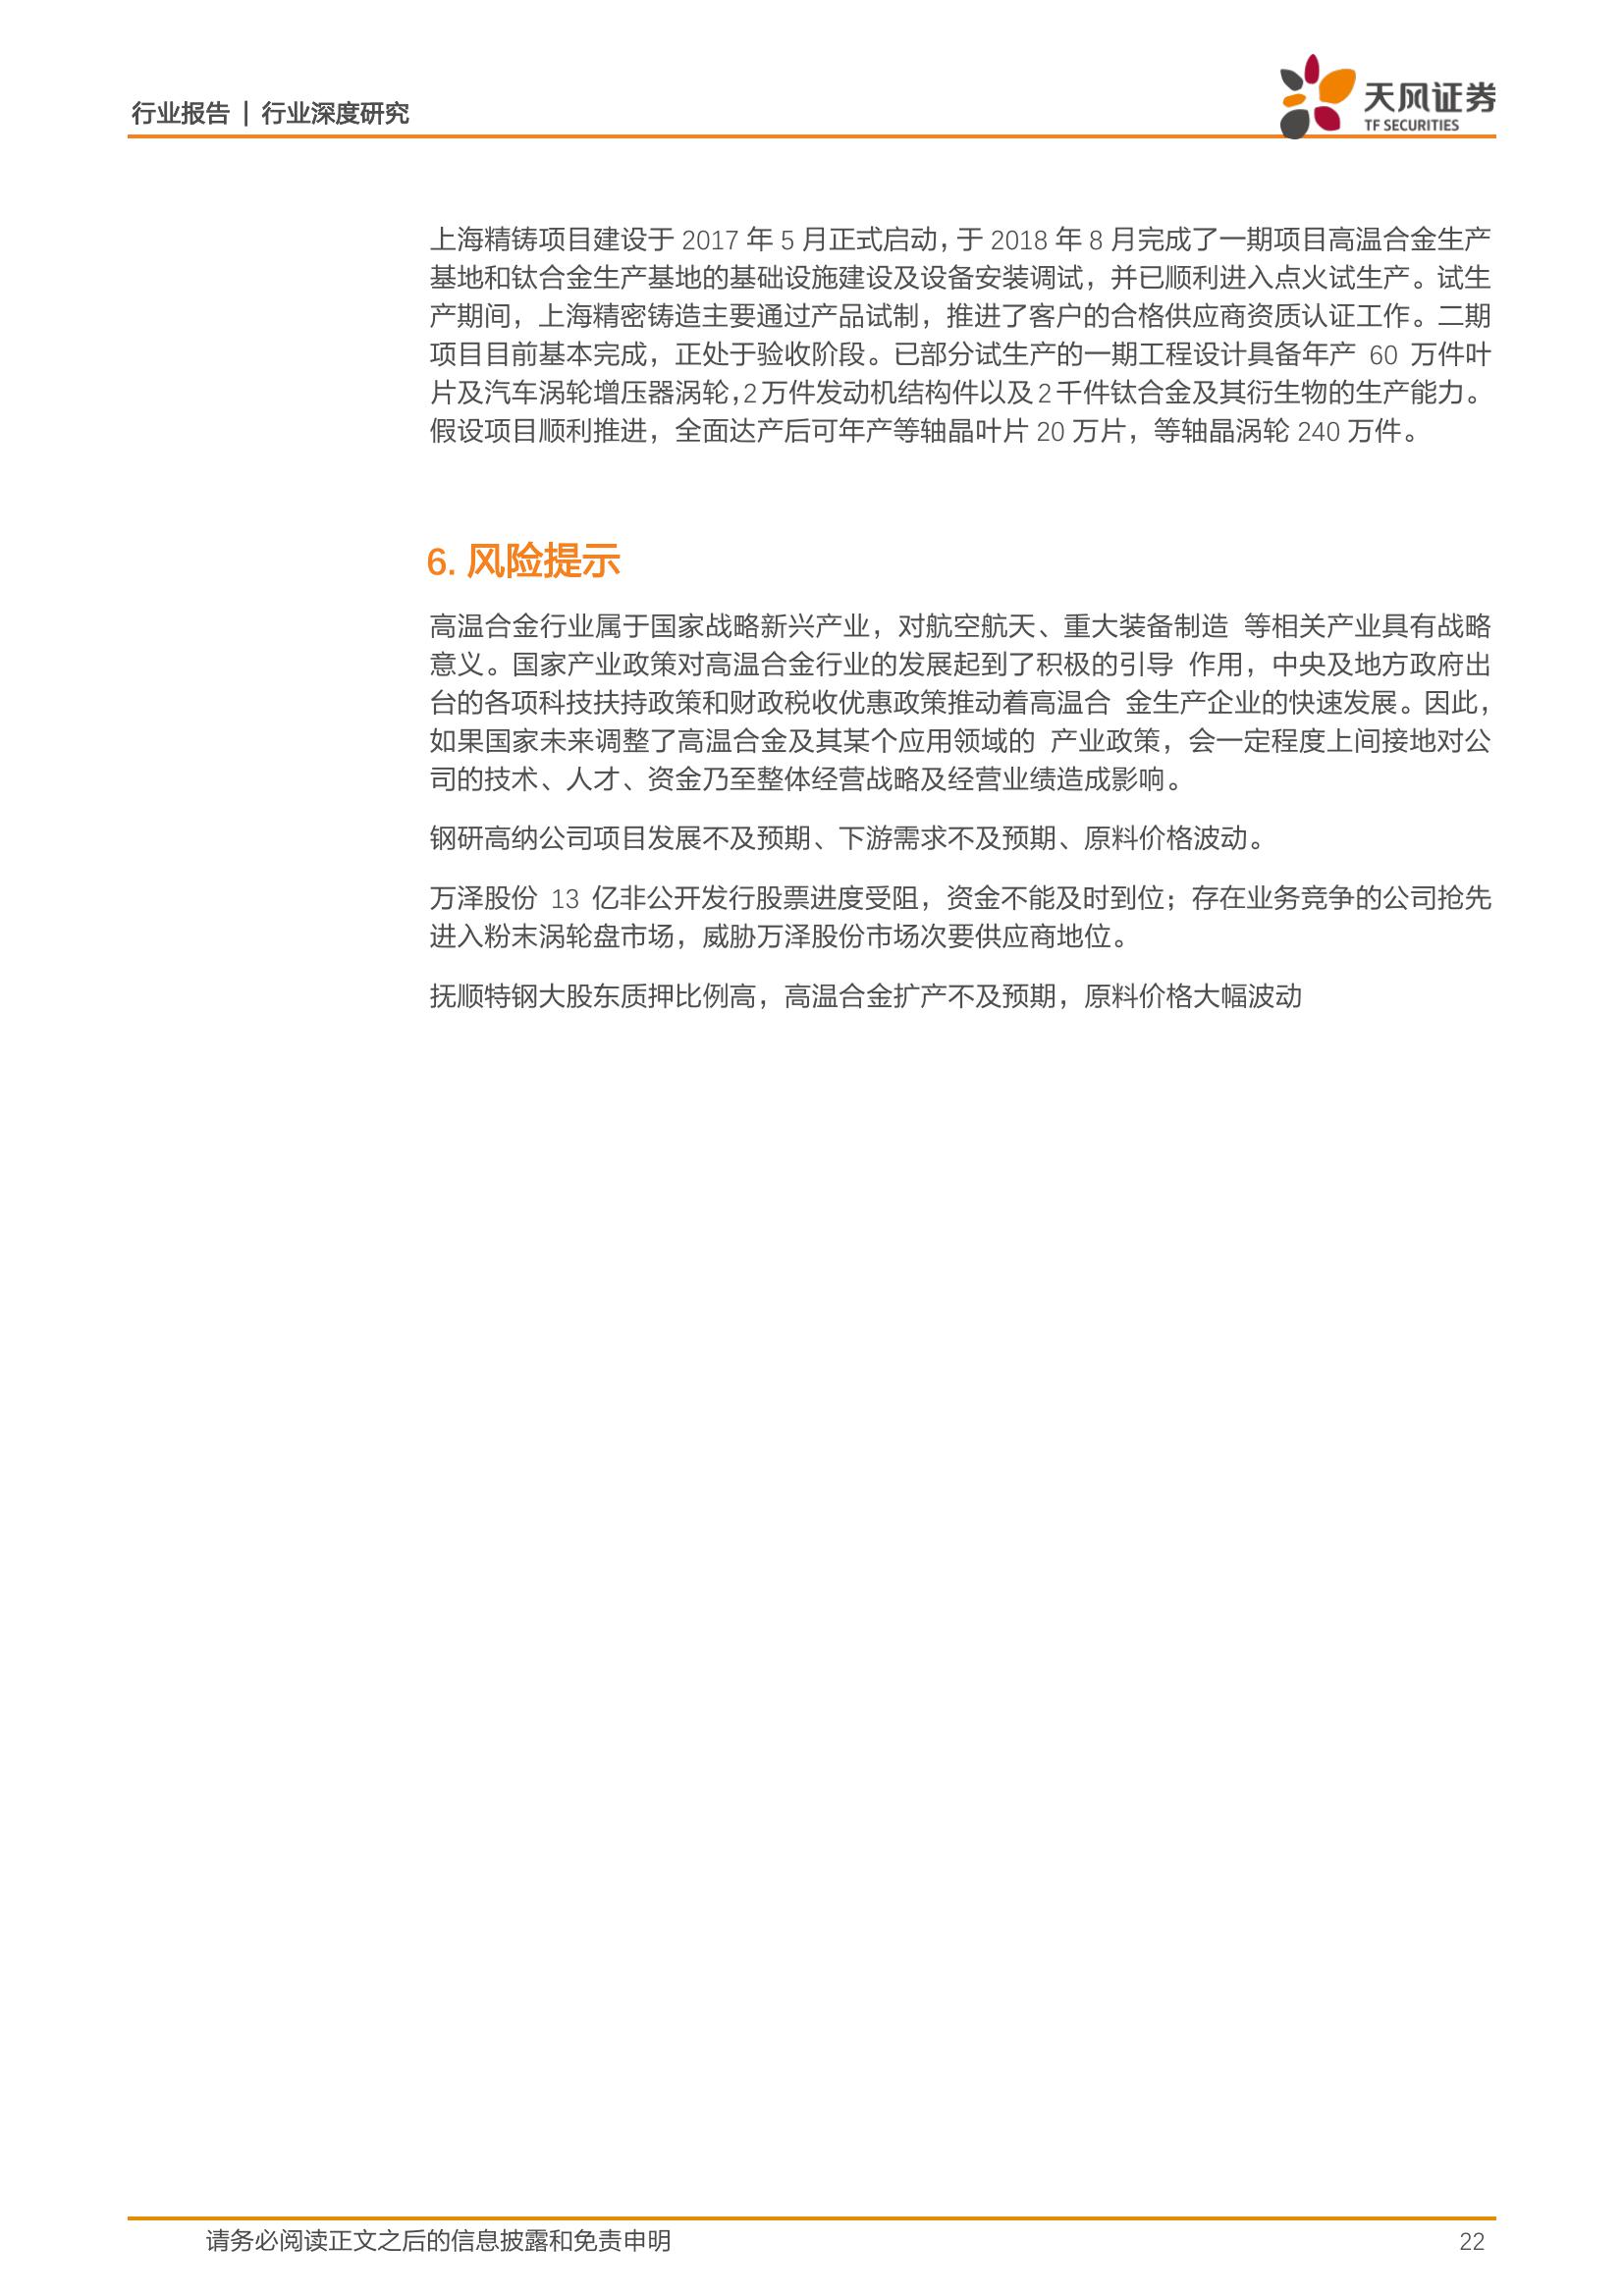 行业报告 | 行业深度研究
天风证券
TF SECURITIES
上海精铸项目建设于 2017 年 5 月正式启动，于 2018 年 8 月完成了一期项目高温合金生产
基地和钛合金生产基地的基础设施建设及设备安装调试，并已顺利进入点火试生产。试生
产期间，上海精密铸造主要通过产品试制，推进了客户的合格供应商资质认证工作。二期
项目目前基本完成，正处于验收阶段。已部分试生产的一期工程设计具备年产 60 万件叶
片及汽车涡轮增压器涡轮，2 万件发动机结构件以及 2 千件钛合金及其衍生物的生产能力。
假设项目顺利推进，全面达产后可年产等轴晶叶片 20 万片，等轴晶涡轮 240 万件。
6. 风险提示
高温合金行业属于国家战略新兴产业，对航空航天、重大装备制造 等相关产业具有战略
意义。国家产业政策对高温合金行业的发展起到了积极的引导 作用，中央及地方政府出
台的各项科技扶持政策和财政税收优惠政策推动着高温合 金生产企业的快速发展。因此，
如果国家未来调整了高温合金及其某个应用领域的 产业政策，会一定程度上间接地对公
司的技术、人才、资金乃至整体经营战略及经营业绩造成影响。
钢研高纳公司项目发展不及预期、下游需求不及预期、原料价格波动。
万泽股份 13 亿非公开发行股票进度受阻，资金不能及时到位；存在业务竞争的公司抢先
进入粉末涡轮盘市场，威胁万泽股份市场次要供应商地位。
抚顺特钢大股东质押比例高，高温合金扩产不及预期，原料价格大幅波动
请务必阅读正文之后的信息披露和免责申明
22